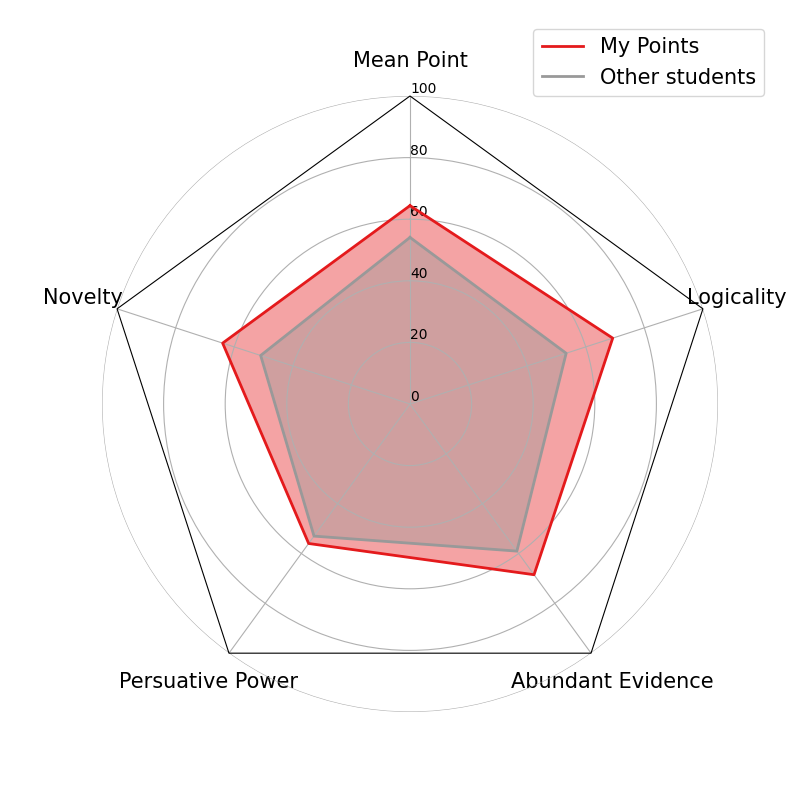 My Points
Other students
Mean Point
100
80
60
40
20
0
Novelty
Logicality
Persuative Power
Abundant Evidence